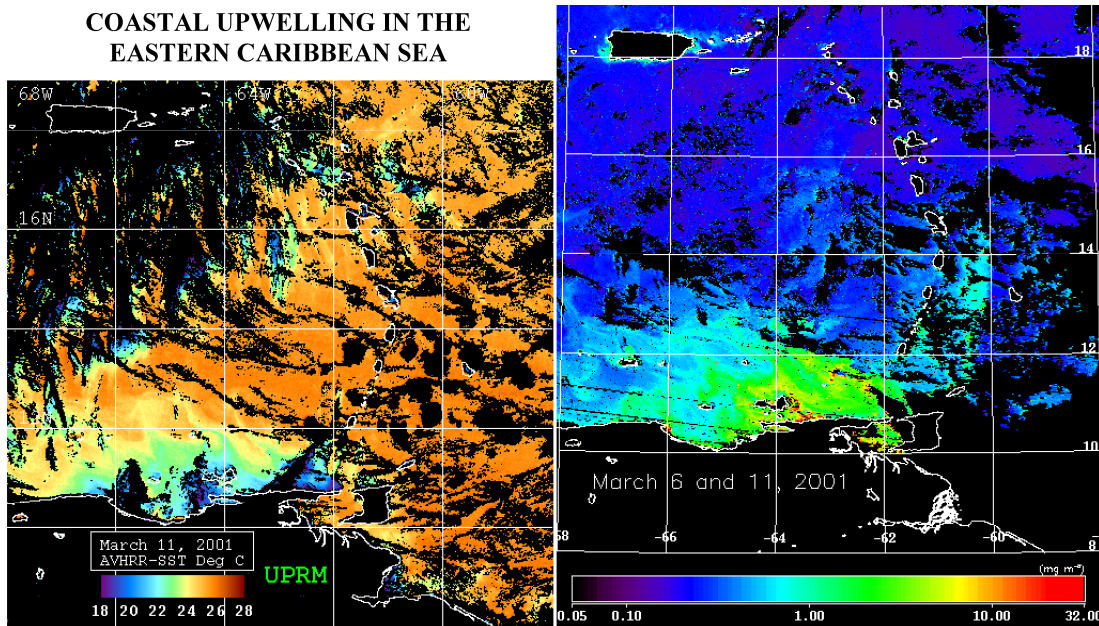 COASTAL UPWELLING IN THE
EASTERN CARIBBEAN SEA
68W 64W 60W
16N
March 11, 2001
AVHRR-SST Deg C
UPRM
18 20 22 24 26 28
18
16
14
12
10
March 6 and 11, 2001
68 -66 -64 -62 -60 8
(mg m⁻³)
0.05 0.10 1.00 10.00 32.00